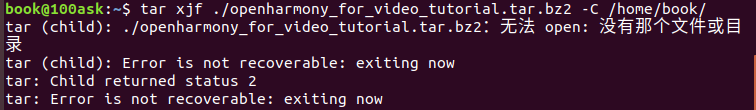 book@100ask:~$ tar xjf ./openharmony_for_video_tutorial.tar.bz2 -C /home/book/
tar (child): ./openharmony_for_video_tutorial.tar.bz2：无法 open: 没有那个文件或目
录
tar (child): Error is not recoverable: exiting now
tar: Child returned status 2
tar: Error is not recoverable: exiting now